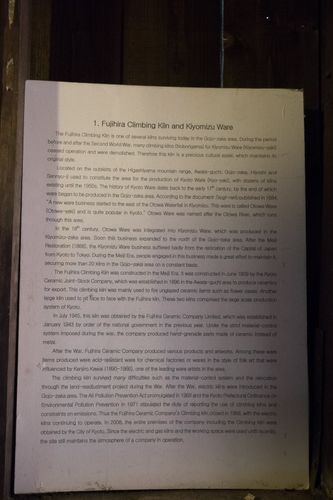 1. Fujihira Climbing Kiln and Kiyomizu Ware
The Fujihira Climbing Kiln is one of several kilns surviving today in the Gojo-zaka area. During the period
before and after the Second World War, many climbing kilns (Noborigama) for Kiyomizu Ware (Kiyomizu-yaki)
ceased operation and were demolished. Therefore this kiln is a precious cultural asset, which maintains its
original style.
Located on the outskirts of the Higashiyama mountain range, Awata-guchi, Gojo-zaka, Hiyoshi and
Sennyu-ji used to constitute the area for production of Kyoto Ware (Kyo-yaki), with dozens of kilns
existing until the 1950s. The history of Kyoto Ware dates back to the early 17th century, by the end of which
ware began to be produced in the Gojo-zaka area. According to the document published in 1694,
"A new ware business started to the east of the Otowa Waterfall in Kiyomizu. This ware is called Otowa Ware
(Otowa-yaki) and is quite popular in Kyoto." Otowa Ware was named after the Otowa River, which runs
through this area.
In the 18th century, Otowa Ware was integrated into Kiyomizu Ware, which was produced in the
Kiyomizu-zaka area. Soon this business expanded to the north of the Gojo-zaka area. After the Meiji
Restoration (1868), the Kiyomizu Ware business suffered badly from the relocation of the Capital of Japan
from Kyoto to Tokyo. During the Meiji Era, people engaged in this business made a great effort to maintain it,
securing more than 20 kilns in the Gojo-zaka area on a constant basis.
The Fujihira Climbing Kiln was constructed in the Meiji Era. It was constructed in June 1909 by the Kyoto
Ceramic Joint-Stock Company, which was established in 1896 in the Awata-guchi area to produce ceramics
for export. This climbing kiln was mainly used to fire unglazed ceramic items such as flower vases. Another
large kiln used to sit face to face with the Fujihira Kiln. These two kilns comprised the large scale production
system of Kyoto.
In July 1945, this kiln was obtained by the Fujihira Ceramic Company Limited, which was established in
January 1943 by order of the national government in the previous year. Under the strict material-control
system imposed during the war, the company produced hand-grenade parts made of ceramic instead of
metal.
After the War, Fujihira Ceramic Company produced various products and artworks. Among these were
items produced were acid-resistant ware for chemical factories or wares in the style of folk art that were
influenced by Kanjiro Kawai (1890-1966), one of the leading ware artists in the area.
The climbing kiln survived many difficulties such as the material-control system and the relocation
through the land-readjustment project during the War. After the War, electric kilns were introduced in the
Gojo-zaka area. The Air Pollution Prevention Act promulgated in 1968 and the Kyoto Prefectural Ordinance on
Environmental Pollution Prevention in 1971 stipulated the duty of reporting the use of climbing kilns and
constraints on emissions. Thus the Fujihira Ceramic Company's Climbing kiln closed in 1968, with the electric
kilns continuing to operate. In 2008, the entire premises of the company including the Climbing kiln were
obtained by the City of Kyoto. Since the electric and gas kilns and the working space were used until recently,
the site still maintains the atmosphere of a company in operation.